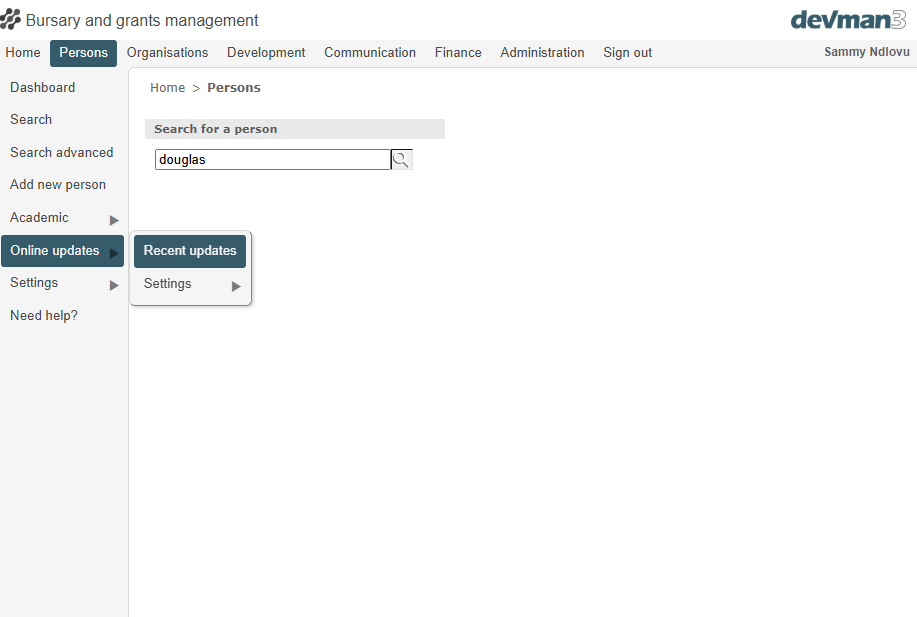 Bursary and grants management
devman3
Home Persons Organisations Development Communication Finance Administration Sign out Sammy Ndlovu
Dashboard
Search
Search advanced
Add new person
Academic
Online updates
Settings
Need help?
Home > Persons
Search for a person
douglas
Recent updates
Settings